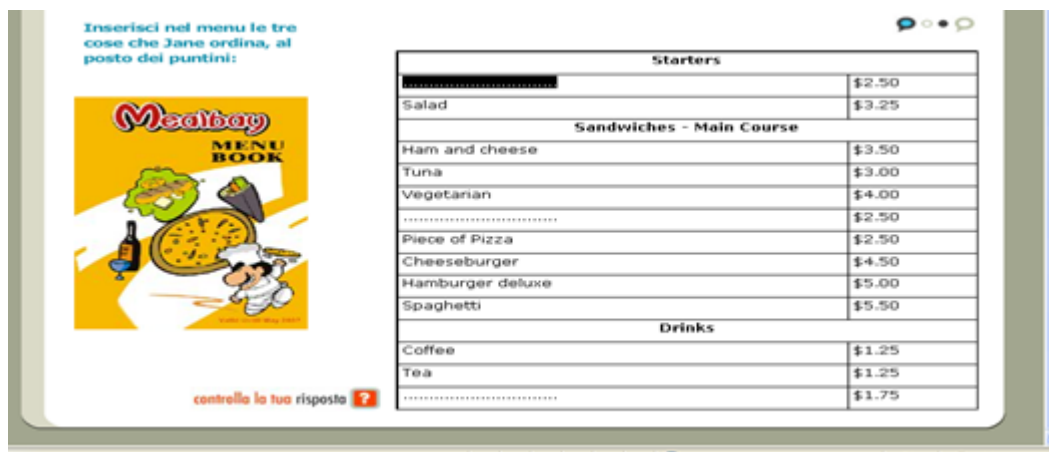 Inserisci nel menu le tre
cose che Jane ordina, al
posto dei puntini:
Mealbay
MENU
BOOK
controlla la tua risposta ?
Starters
.............................. $2.50
Salad $3.25
Sandwiches - Main Course
Ham and cheese $3.50
Tuna $3.00
Vegetarian $4.00
.............................. $2.50
Piece of Pizza $2.50
Cheeseburger $4.50
Hamburger deluxe $5.00
Spaghetti $5.50
Drinks
Coffee $1.25
Tea $1.25
.............................. $1.75